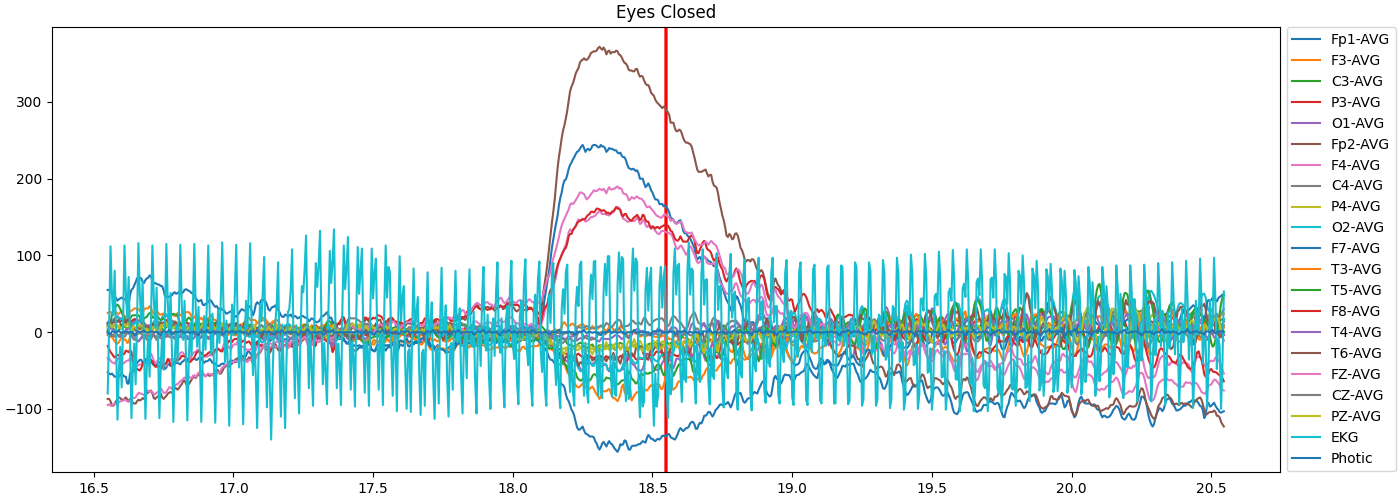 Eyes Closed
300
200
100
0
−100
16.5 17.0 17.5 18.0 18.5 19.0 19.5 20.0 20.5
Fp1-AVG
F3-AVG
C3-AVG
P3-AVG
O1-AVG
Fp2-AVG
F4-AVG
C4-AVG
P4-AVG
O2-AVG
F7-AVG
T3-AVG
T5-AVG
F8-AVG
T4-AVG
T6-AVG
FZ-AVG
CZ-AVG
PZ-AVG
EKG
Photic